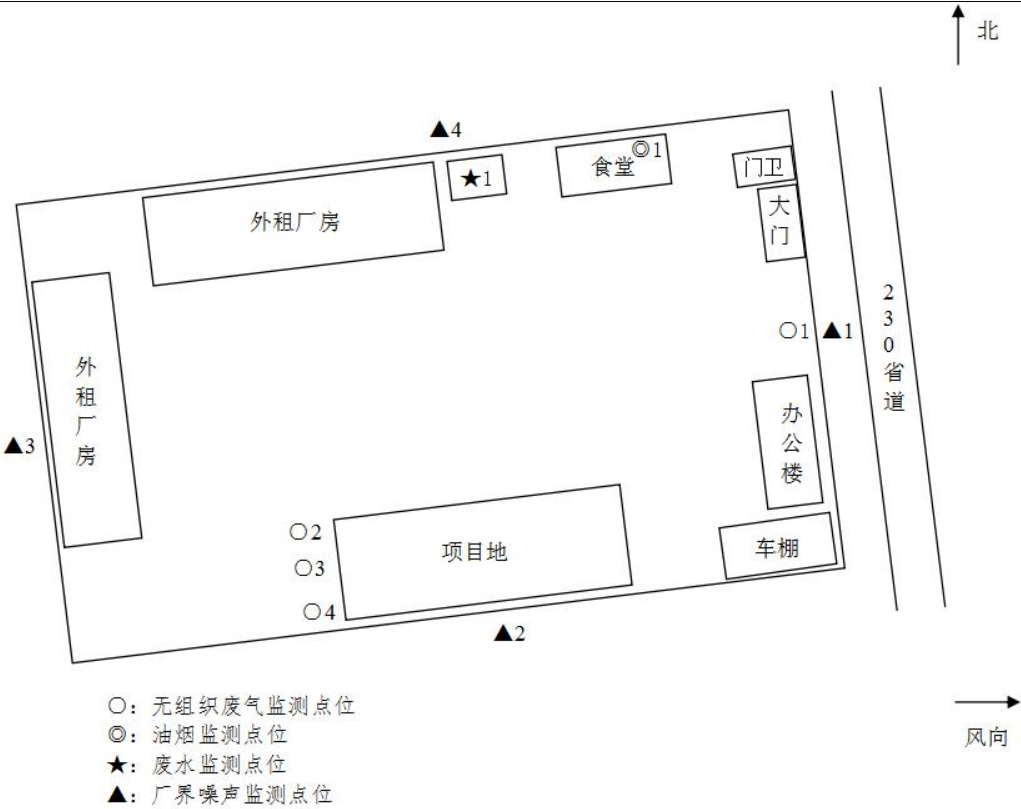 北
▲4
食堂
◎1
门卫
★1
外租厂房
大
门
2
3
0
省
道
○1
▲1
外
租
厂
房
办
公
楼
▲3
○2
项目地
车棚
○3
○4
▲2
○：无组织废气监测点位
◎：油烟监测点位
★：废水监测点位
▲：厂界噪声监测点位
风向